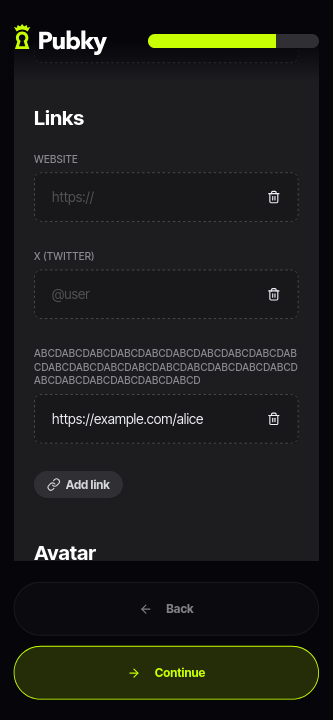 Pubky
Links
WEBSITE
https://
X (TWITTER)
@user
ABCDABCDABCDABCDABCDABCDABCDABCDABCDAB
CDABCDABCDABCDABCDABCDABCDABCDABCDABCD
ABCDABCDABCDABCDABCDABCD
https://example.com/alice
Add link
Avatar
Back
Continue